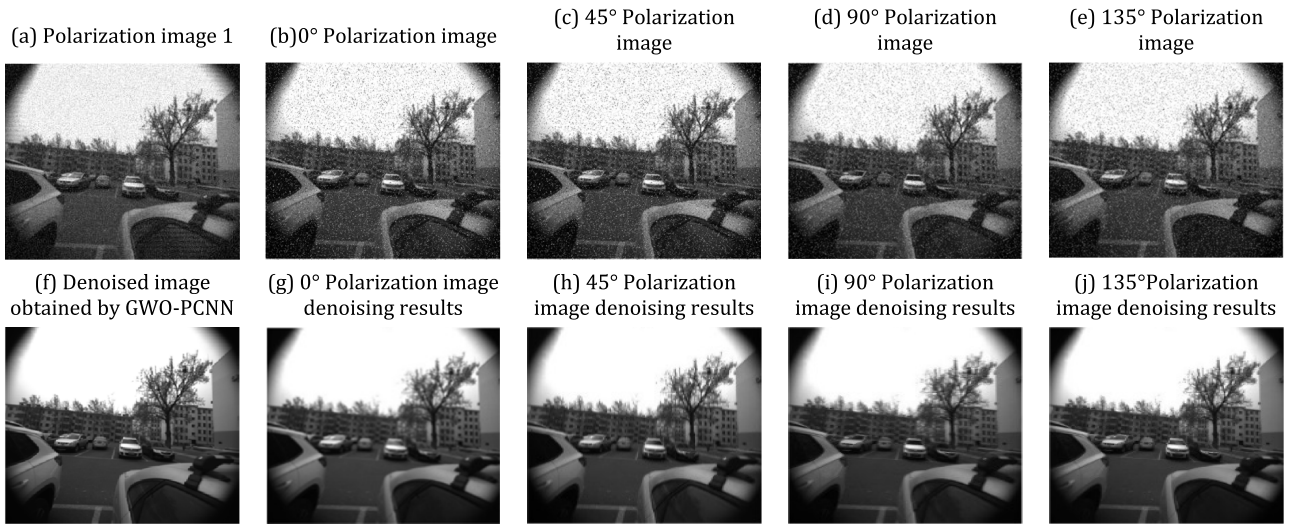 (a) Polarization image 1
(b)0° Polarization image
(c) 45° Polarization
image
(d) 90° Polarization
image
(e) 135° Polarization
image
(f) Denoised image
obtained by GWO-PCNN
(g) 0° Polarization image
denoising results
(h) 45° Polarization
image denoising results
(i) 90° Polarization
image denoising results
(j) 135°Polarization
image denoising results